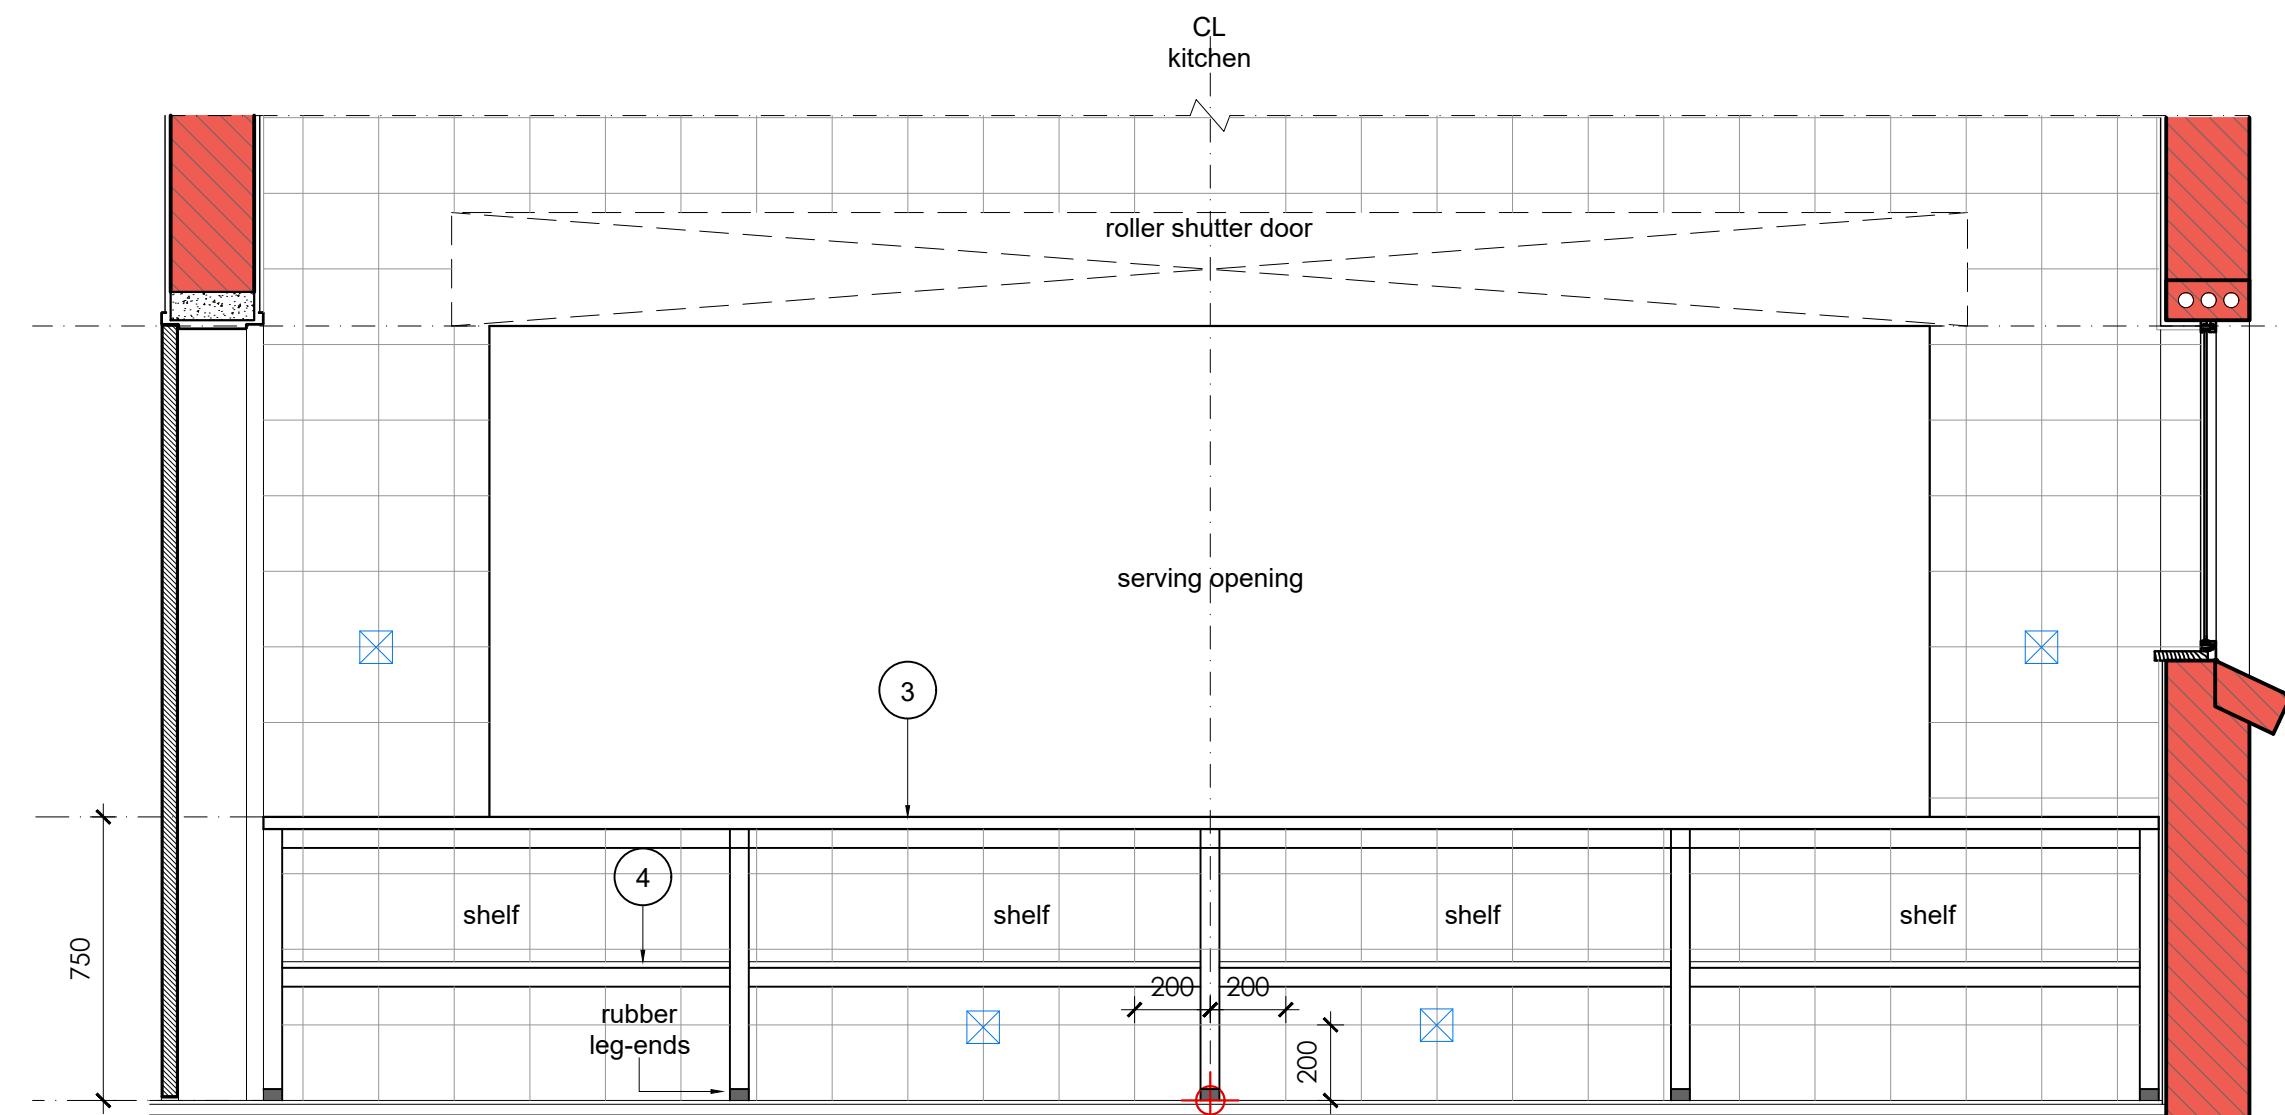 CL
kitchen
roller shutter door
serving opening
3
4
shelf
shelf
shelf
shelf
750
200
200
rubber
leg-ends
200